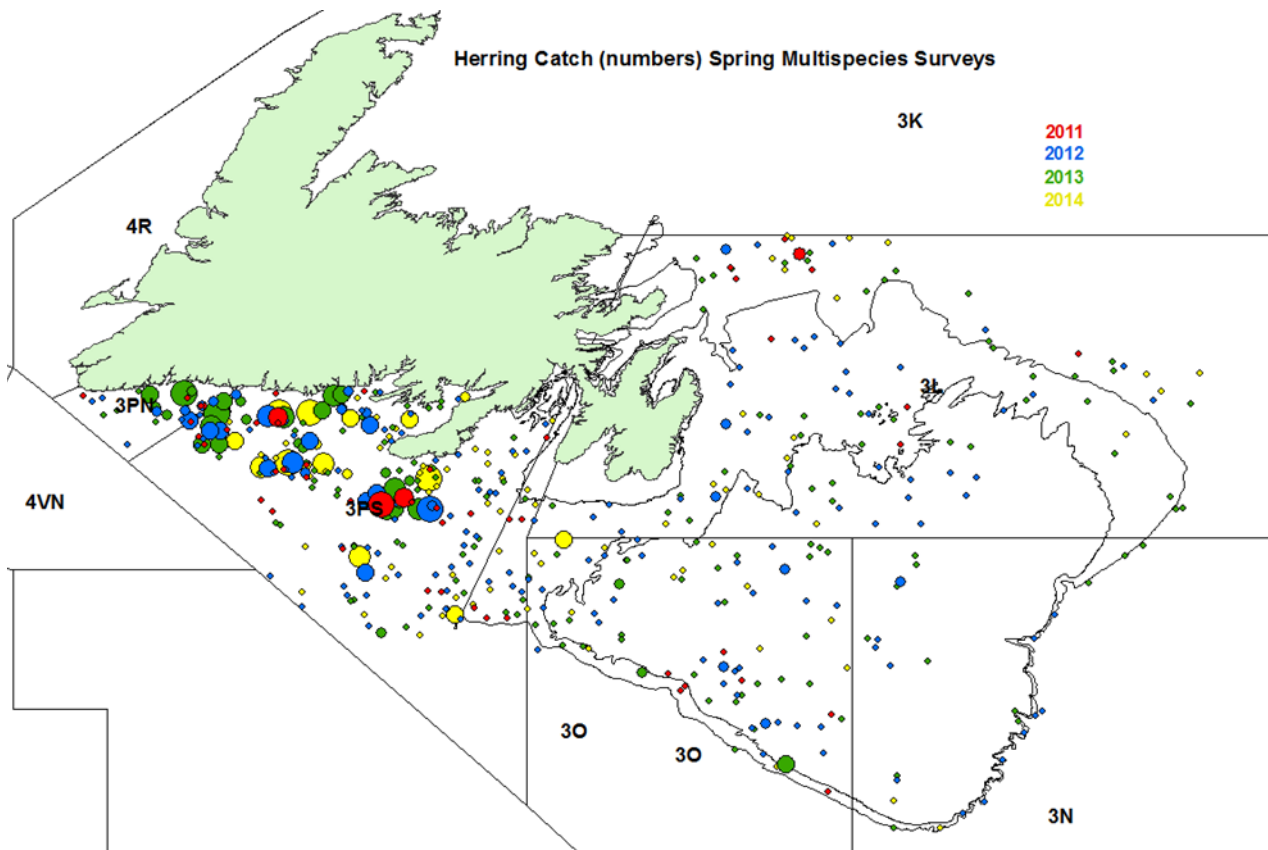 Herring Catch (numbers) Spring Multispecies Surveys
3K
2011
2012
2013
2014
4R
3L
3PN
4VN
3PS
3O
3O
3N